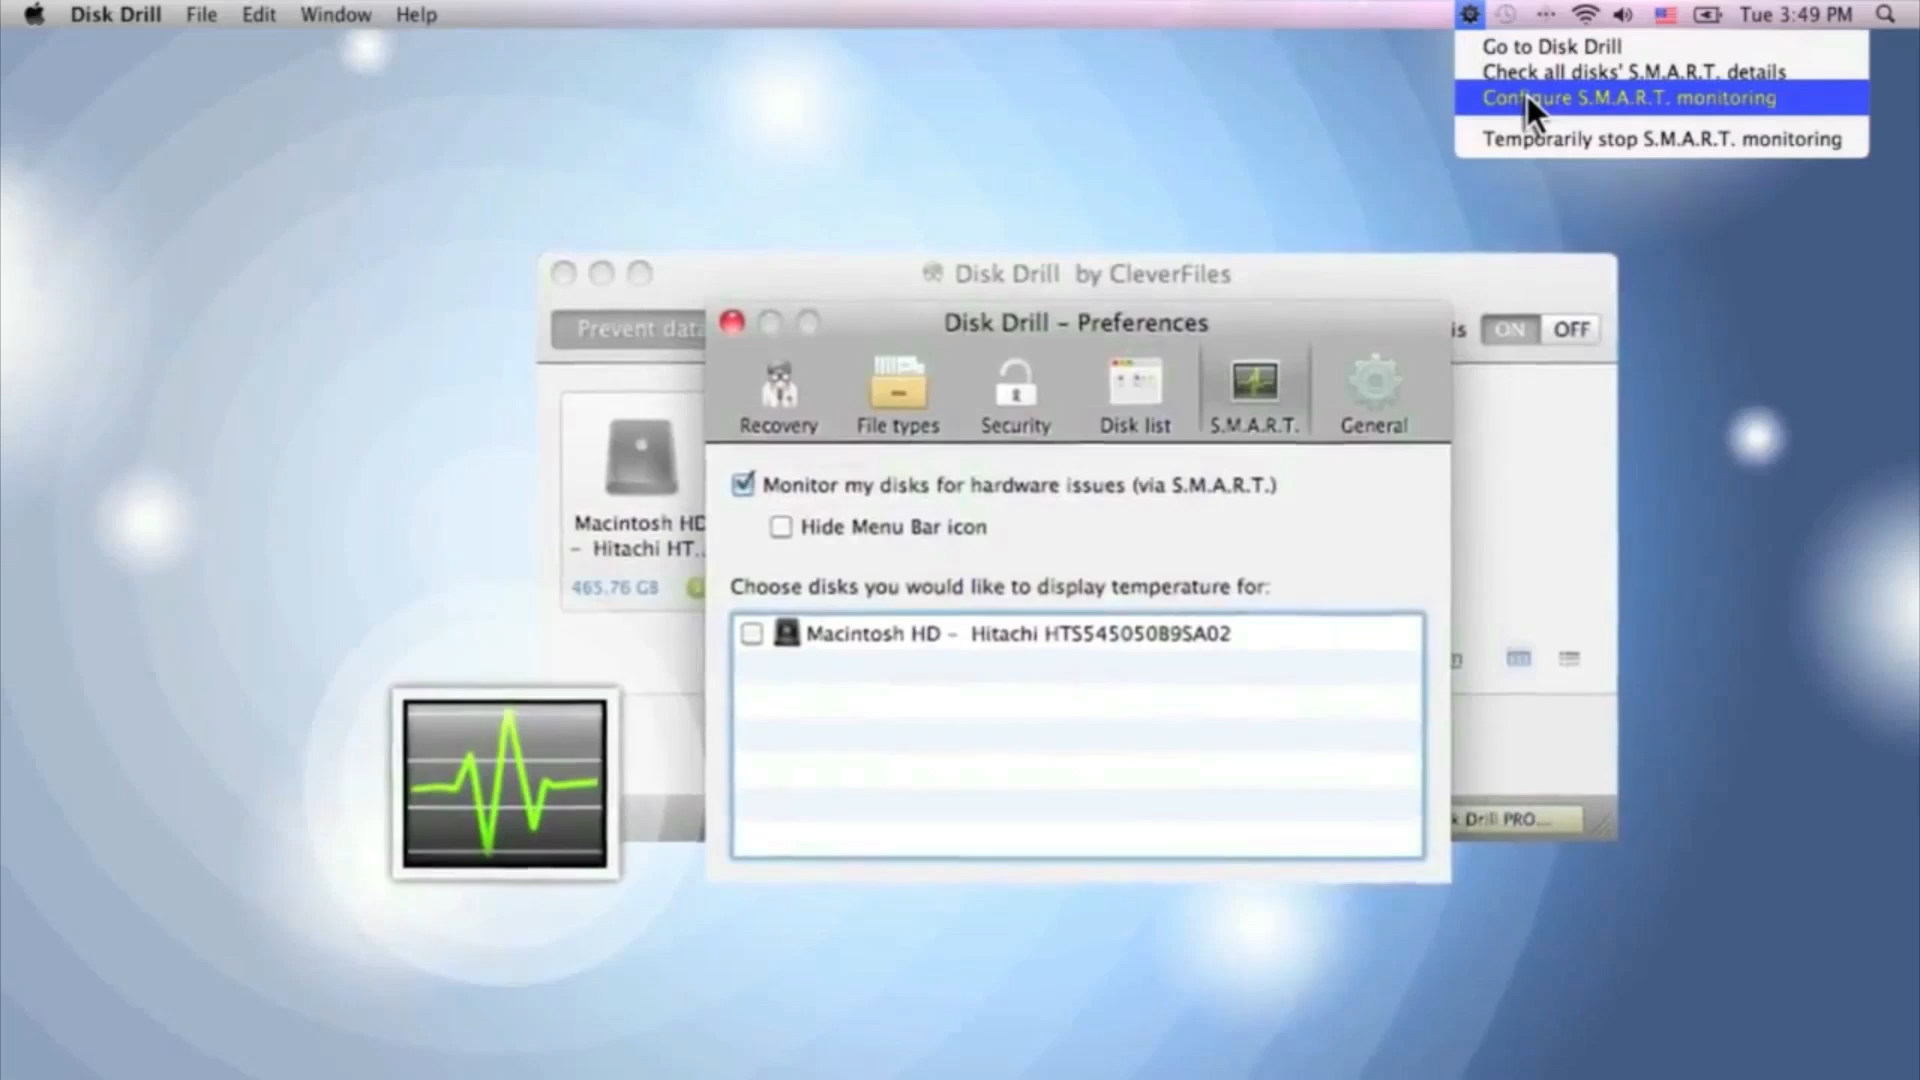 Disk Drill File Edit Window Help Tue 3:49 PM
Go to Disk Drill
Check all disks' S.M.A.R.T. details
Configure S.M.A.R.T. monitoring
Temporarily stop S.M.A.R.T. monitoring
Disk Drill by CleverFiles
Prevent data
is ON OFF
Disk Drill – Preferences
Recovery File types Security Disk list S.M.A.R.T. General
Monitor my disks for hardware issues (via S.M.A.R.T.)
Hide Menu Bar icon
Macintosh HD
– Hitachi HT...
465.76 GB
Choose disks you would like to display temperature for:
Macintosh HD – Hitachi HTS545050B9SA02
Drill PRO...